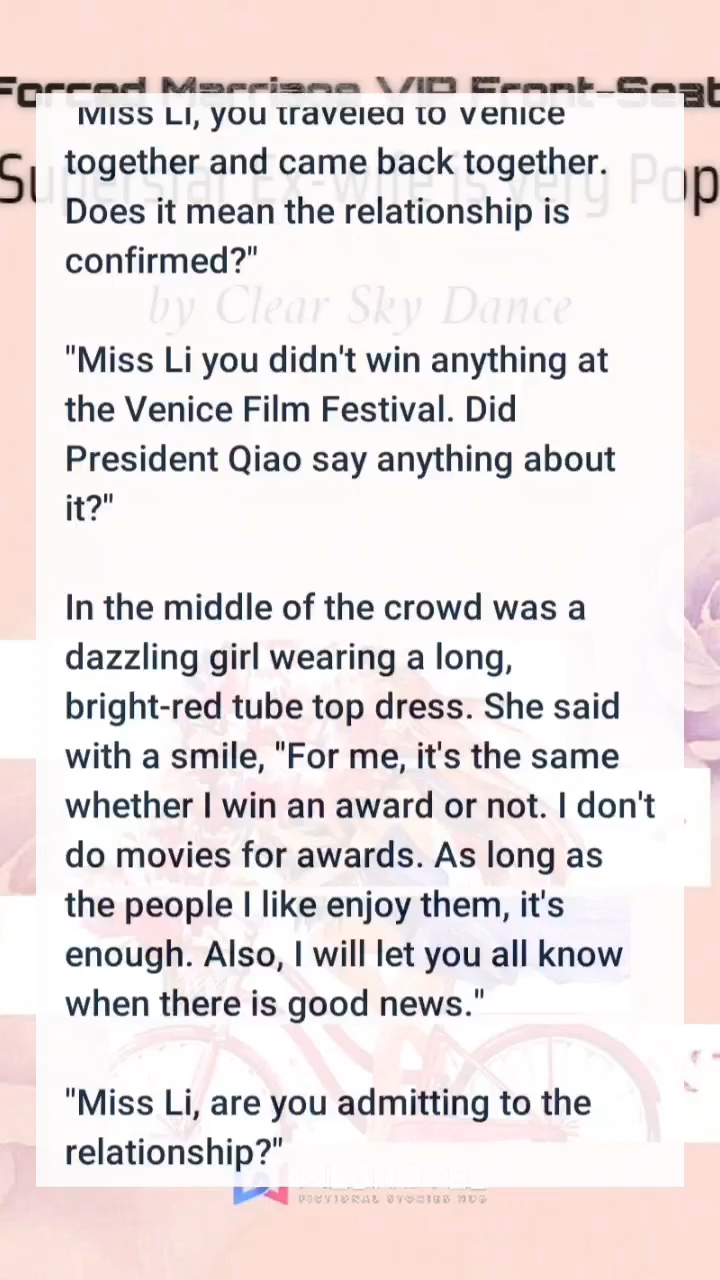 Forced Marriage VIP Front-Seat
"Miss Li, you traveled to Venice
Superstar Ex-wife is very Pop
together and came back together.
Does it mean the relationship is
confirmed?"
by Clear Sky Dance
"Miss Li you didn't win anything at
the Venice Film Festival. Did
President Qiao say anything about
it?"
In the middle of the crowd was a
dazzling girl wearing a long,
bright-red tube top dress. She said
with a smile, "For me, it's the same
whether I win an award or not. I don't
do movies for awards. As long as
the people I like enjoy them, it's
enough. Also, I will let you all know
when there is good news."
"Miss Li, are you admitting to the
relationship?"
FICTIONAL STORIES HUB